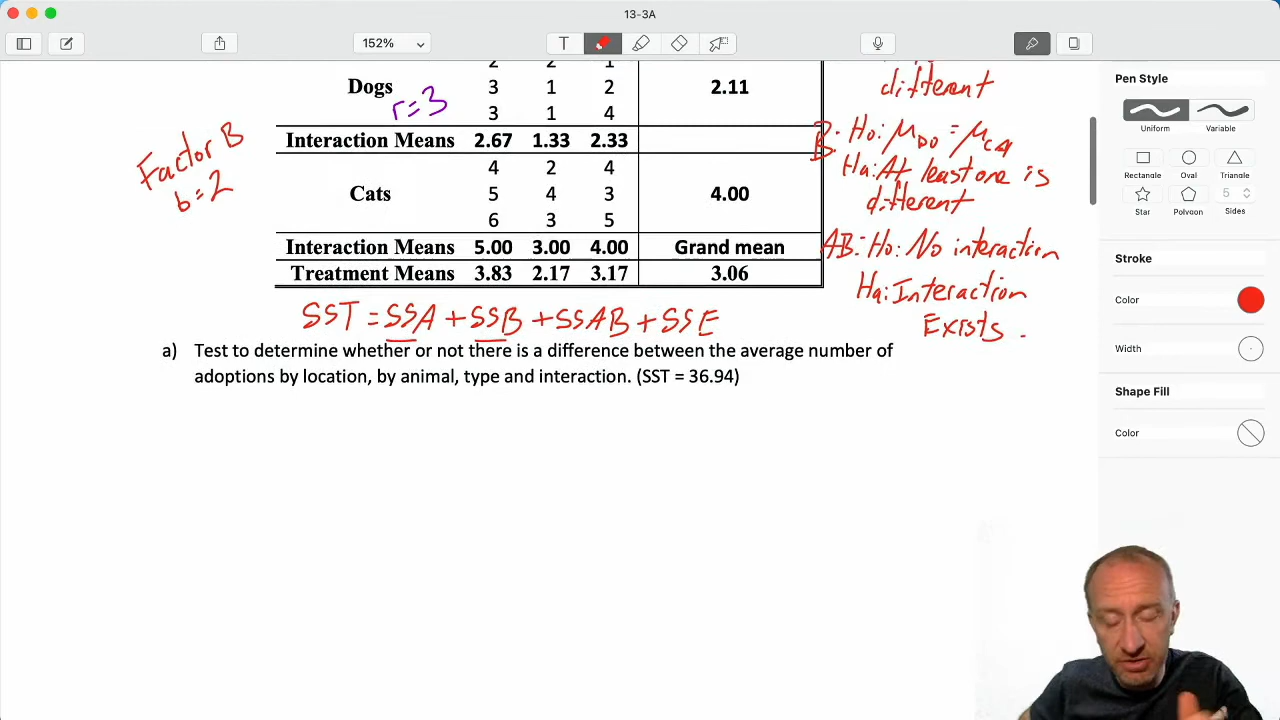 13-3A
152%
T
2 2 1
Dogs 3 1 2 2.11
3 1 4
r=3
Interaction Means 2.67 1.33 2.33
4 2 4
Cats 5 4 3 4.00
6 3 5
Interaction Means 5.00 3.00 4.00 Grand mean
Treatment Means 3.83 2.17 3.17 3.06
Factor B
b=2
different
B: Ho: μDO = μCA
Ha: At least one is
different
AB: Ho: No interaction
Ha: Interaction
Exists.
SST = SSA + SSB + SSAB + SSE
a) Test to determine whether or not there is a difference between the average number of
adoptions by location, by animal, type and interaction. (SST = 36.94)
Pen Style
Uniform Variable
Rectangle Oval Triangle
5
Star Polygon Sides
Stroke
Color
Width
Shape Fill
Color